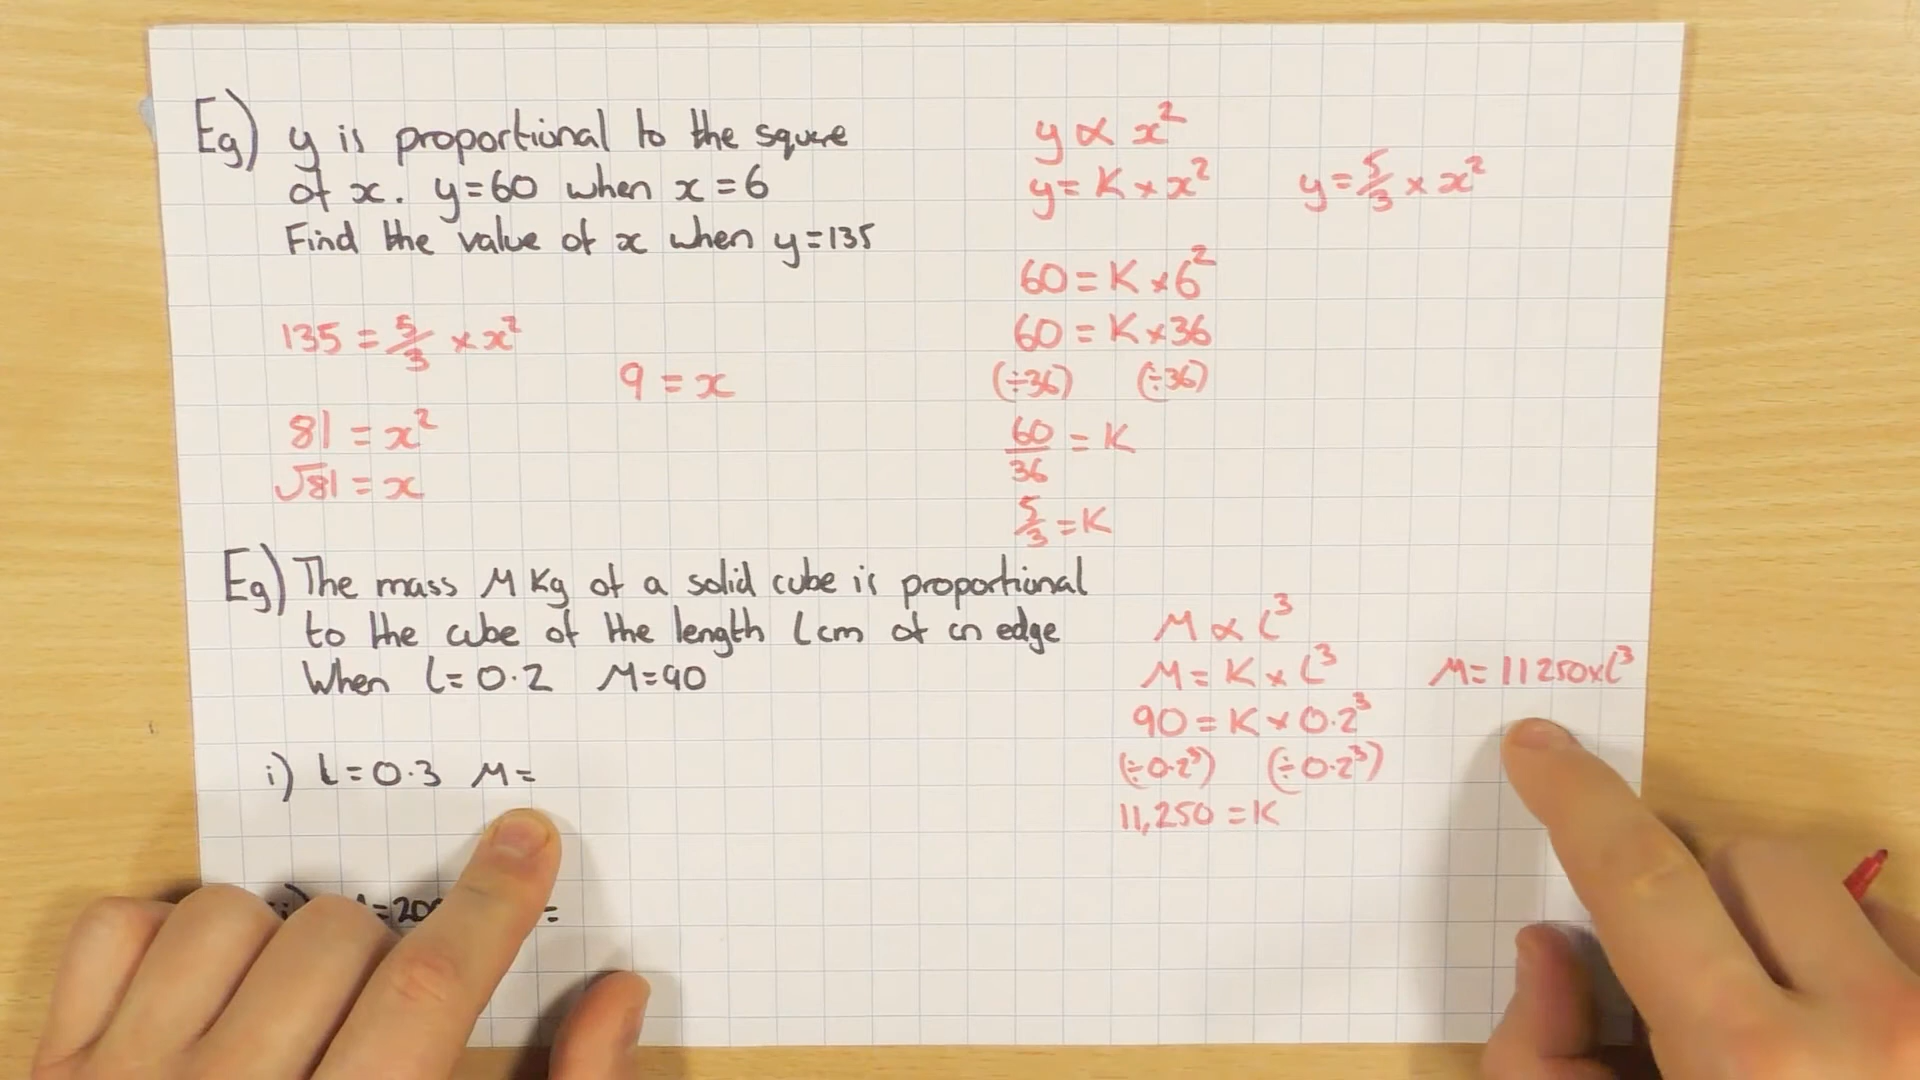 Eg) y is proportional to the square
of x. y=60 when x=6
Find the value of x when y=135
135 = 5/3 × x²
81 = x²
√81 = x
9 = x
y ∝ x²
y = K × x²
y = 5/3 × x²
60 = K × 6²
60 = K × 36
(÷36) (÷36)
60/36 = K
5/3 = K
Eg) The mass M Kg of a solid cube is proportional
to the cube of the length l cm of an edge
When l=0.2 M=90
i) l=0.3 M=
M ∝ l³
M = K × l³
90 = K × 0.2³
(÷0.2³) (÷0.2³)
11,250 = K
M = 11250×l³
=